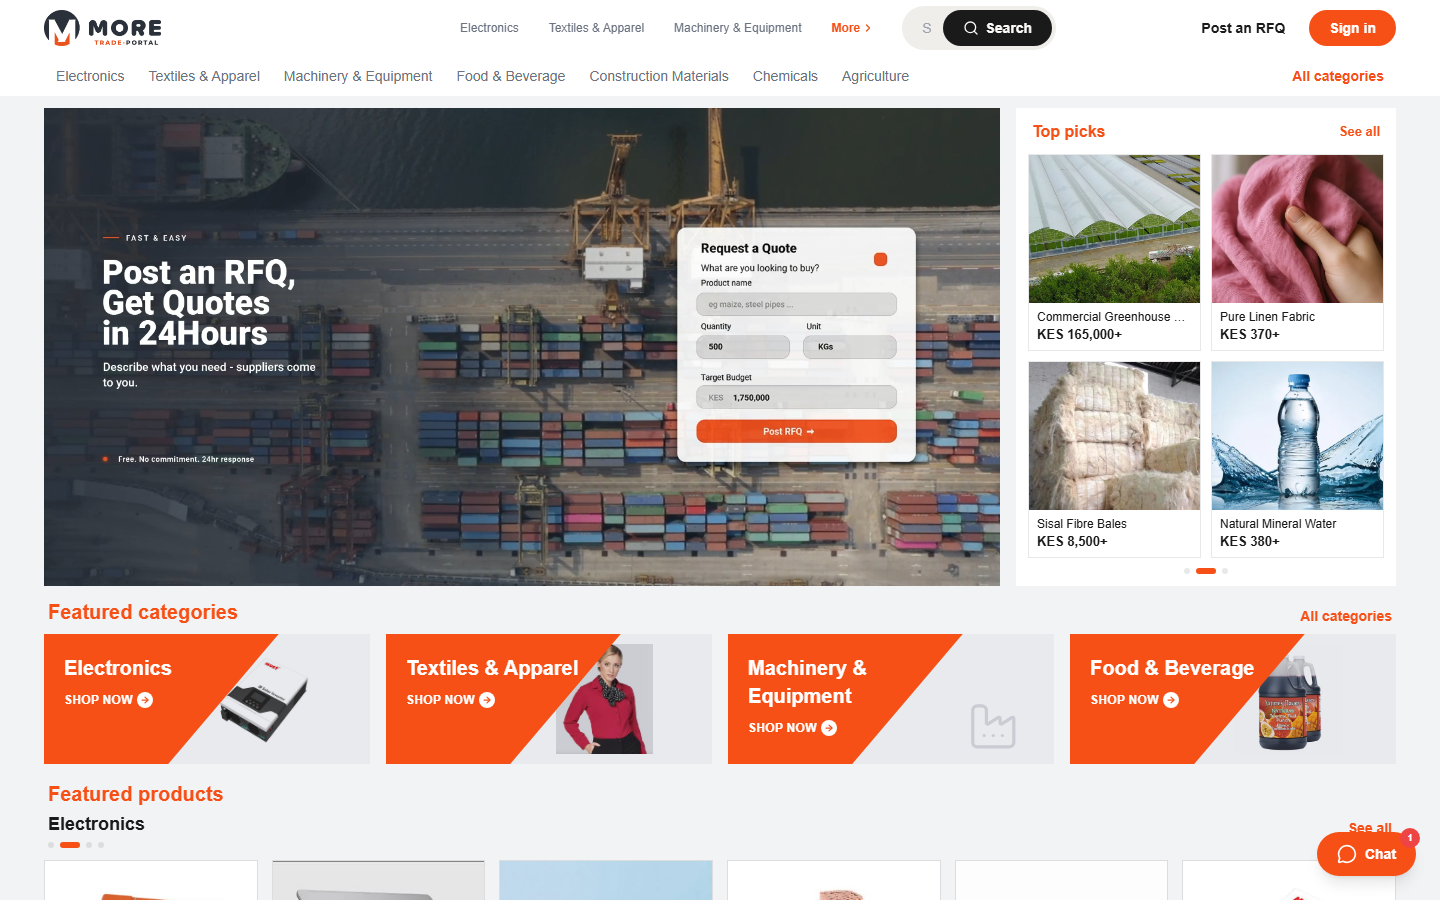 MORE
TRADE-PORTAL
Electronics
Textiles & Apparel
Machinery & Equipment
More
S
Search
Post an RFQ
Sign in
Electronics
Textiles & Apparel
Machinery & Equipment
Food & Beverage
Construction Materials
Chemicals
Agriculture
All categories
FAST & EASY
Post an RFQ,
Get Quotes
in 24Hours
Describe what you need - suppliers come
to you.
Free. No commitment. 24hr response
Request a Quote
What are you looking to buy?
Product name
eg maize, steel pipes ...
Quantity
Unit
500
KGs
Target Budget
KES
1,750,000
Post RFQ →
Top picks
See all
Commercial Greenhouse ...
KES 165,000+
Pure Linen Fabric
KES 370+
Sisal Fibre Bales
KES 8,500+
Natural Mineral Water
KES 380+
Featured categories
All categories
Electronics
SHOP NOW
Textiles & Apparel
SHOP NOW
Machinery &
Equipment
SHOP NOW
Food & Beverage
SHOP NOW
Featured products
Electronics
See all
Chat
1